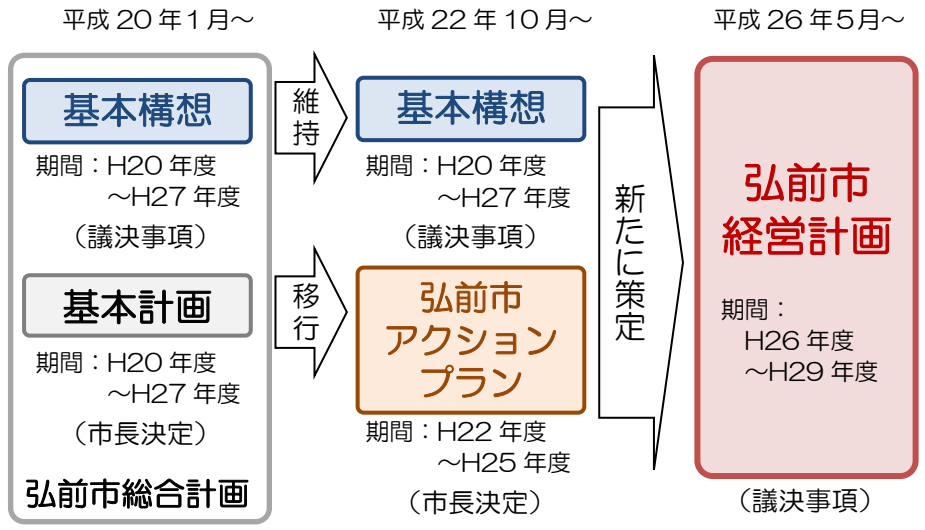 平成 20 年1月～
基本構想
期間：H20 年度
～H27 年度
（議決事項）
基本計画
期間：H20 年度
～H27 年度
（市長決定）
弘前市総合計画
維持
移行
平成 22 年 10 月～
基本構想
期間：H20 年度
～H27 年度
（議決事項）
弘前市
アクション
プラン
期間：H22 年度
～H25 年度
（市長決定）
新たに策定
平成 26 年5月～
弘前市
経営計画
期間：
H26 年度
～H29 年度
（議決事項）